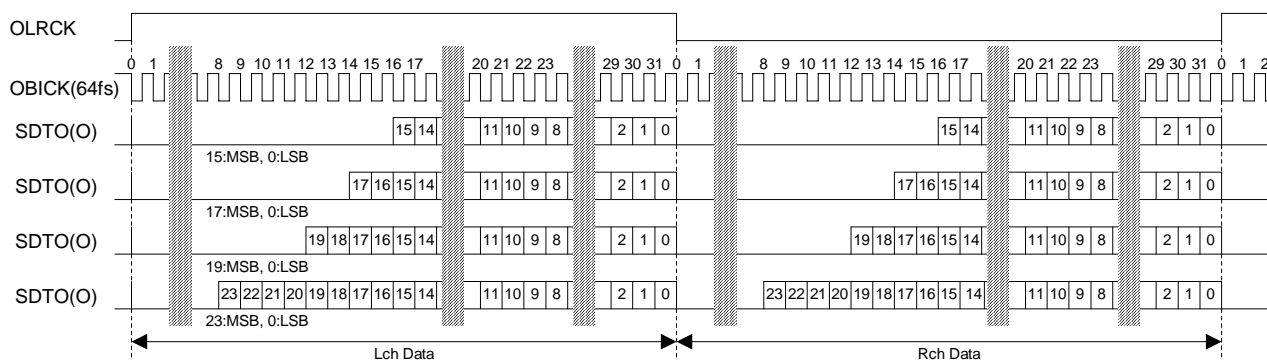 OLRCK
0 1 8 9 10 11 12 13 14 15 16 17 20 21 22 23 29 30 31 0 1 8 9 10 11 12 13 14 15 16 17 20 21 22 23 29 30 31 0 1 2
OBICK(64fs)
SDTO(O) 15 14 11 10 9 8 2 1 0 15 14 11 10 9 8 2 1 0
15:MSB, 0:LSB
SDTO(O) 17 16 15 14 11 10 9 8 2 1 0 17 16 15 14 11 10 9 8 2 1 0
17:MSB, 0:LSB
SDTO(O) 19 18 17 16 15 14 11 10 9 8 2 1 0 19 18 17 16 15 14 11 10 9 8 2 1 0
19:MSB, 0:LSB
SDTO(O) 23 22 21 20 19 18 17 16 15 14 11 10 9 8 2 1 0 23 22 21 20 19 18 17 16 15 14 11 10 9 8 2 1 0
23:MSB, 0:LSB
Lch Data Rch Data